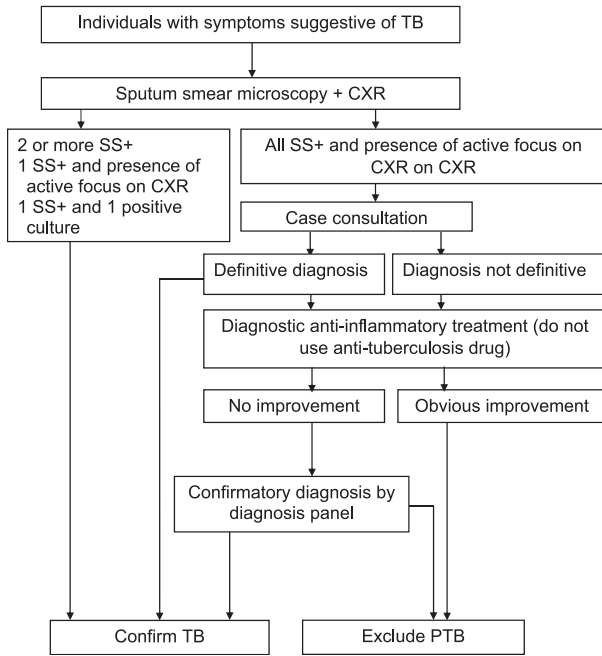 Individuals with symptoms suggestive of TB
Sputum smear microscopy + CXR
2 or more SS+
1 SS+ and presence of
active focus on CXR
1 SS+ and 1 positive
culture
All SS+ and presence of active focus on
CXR on CXR
Case consultation
Definitive diagnosis
Diagnosis not definitive
Diagnostic anti-inflammatory treatment (do not
use anti-tuberculosis drug)
No improvement
Obvious improvement
Confirmatory diagnosis by
diagnosis panel
Confirm TB
Exclude PTB